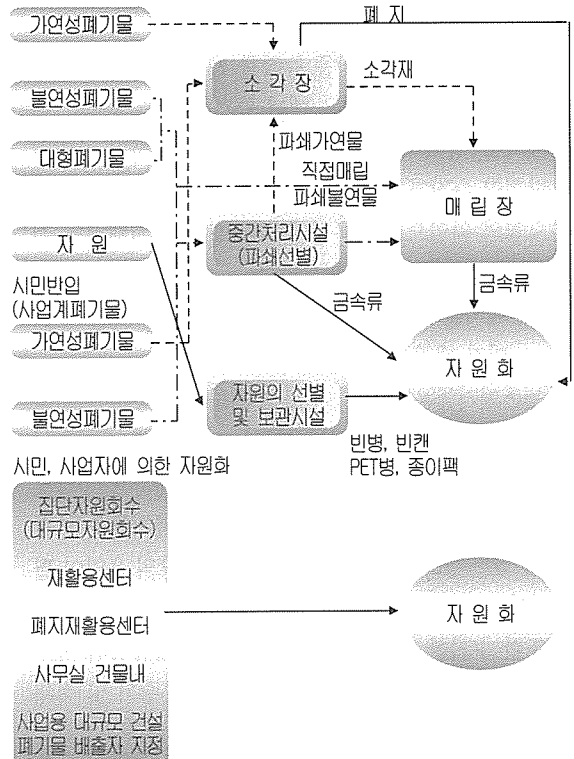 폐 지
가연성폐기물
소 각 장
소각재
불연성폐기물
파쇄가연물
대형폐기물
직접매립
파쇄불연물
매 립 장
자 원
중간처리시설
(파쇄선별)
시민반입
(사업계폐기물)
금속류
금속류
가연성폐기물
자 원 화
자원의 선별
및 보관시설
불연성폐기물
빈병, 빈캔
PET병, 종이팩
시민, 사업자에 의한 자원화
집단자원회수
(대규모자원회수)
재활용센터
폐지재활용센터
자 원 화
사무실 건물내
사업용 대규모 건설
폐기물 배출자 지정